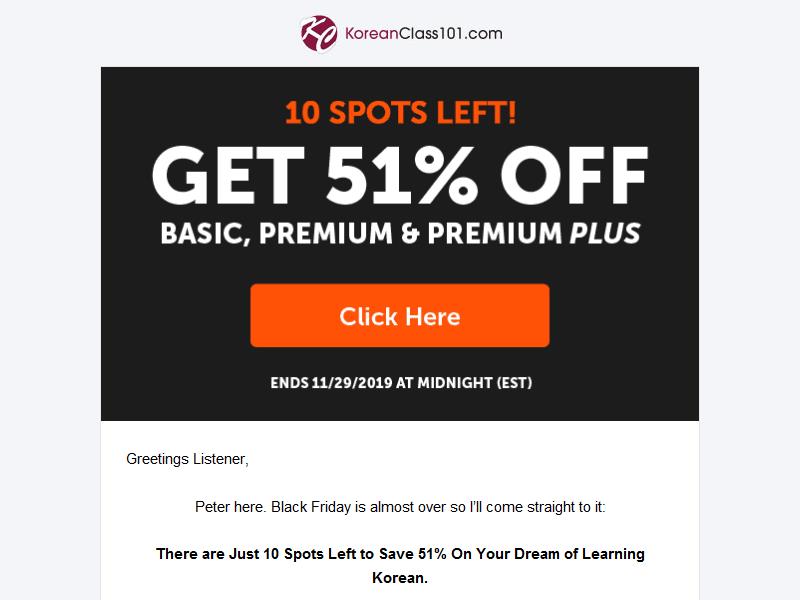 KoreanClass101.com
10 SPOTS LEFT!
GET 51% OFF
BASIC, PREMIUM & PREMIUM PLUS
Click Here
ENDS 11/29/2019 AT MIDNIGHT (EST)
Greetings Listener,
Peter here. Black Friday is almost over so I'll come straight to it:
There are Just 10 Spots Left to Save 51% On Your Dream of Learning
Korean.